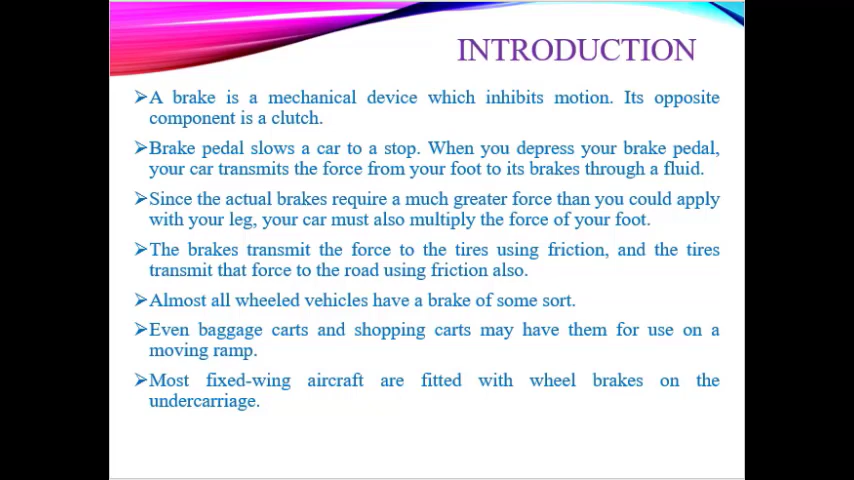 INTRODUCTION
➢A brake is a mechanical device which inhibits motion. Its opposite
component is a clutch.
➢Brake pedal slows a car to a stop. When you depress your brake pedal,
your car transmits the force from your foot to its brakes through a fluid.
➢Since the actual brakes require a much greater force than you could apply
with your leg, your car must also multiply the force of your foot.
➢The brakes transmit the force to the tires using friction, and the tires
transmit that force to the road using friction also.
➢Almost all wheeled vehicles have a brake of some sort.
➢Even baggage carts and shopping carts may have them for use on a
moving ramp.
➢Most fixed-wing aircraft are fitted with wheel brakes on the
undercarriage.